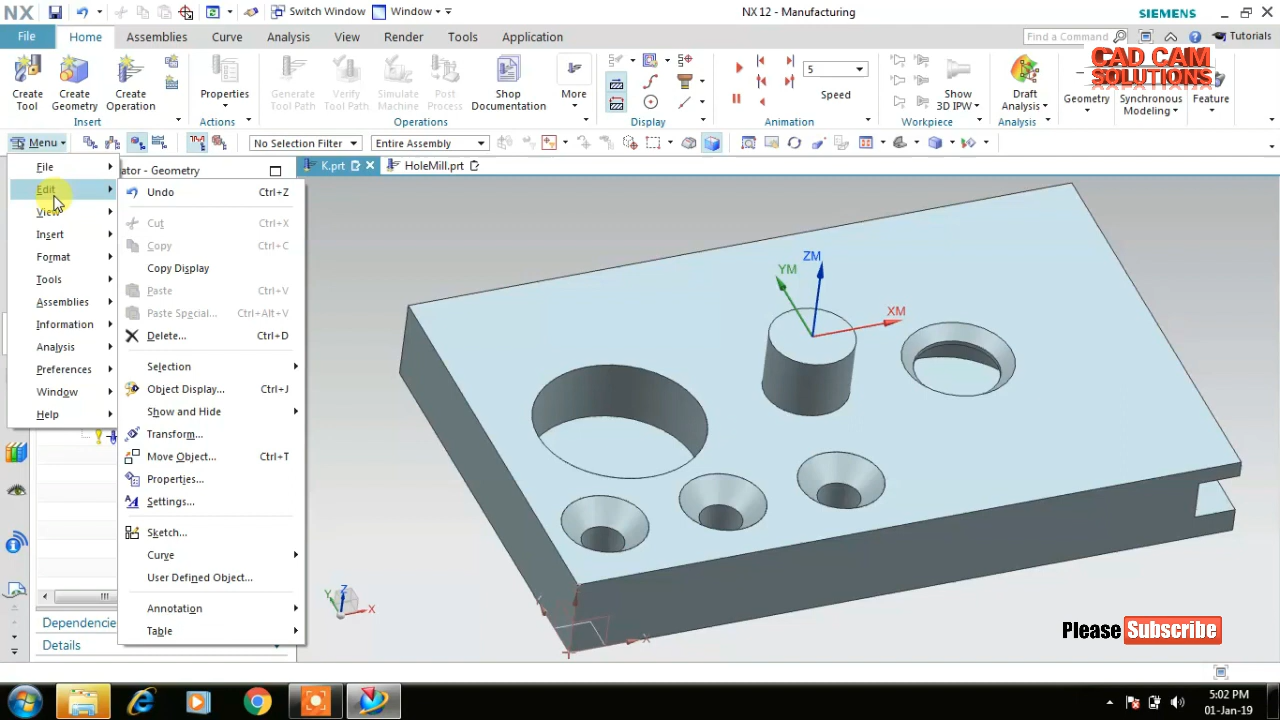 NX
Switch Window
Window
NX 12 - Manufacturing
SIEMENS
File
Home
Assemblies
Curve
Analysis
View
Render
Tools
Application
Find a Command
Tutorials
CAD CAM
SOLUTIONS
Create
Tool
Create
Geometry
Create
Operation
Properties
Generate
Tool Path
Verify
Tool Path
Simulate
Machine
Post
Process
Shop
Documentation
More
5
Speed
Show
3D IPW
Draft
Analysis
Geometry
Synchronous
Modeling
Feature
Insert
Actions
Operations
Display
Animation
Workpiece
Analysis
Menu
No Selection Filter
Entire Assembly
ator - Geometry
K.prt
HoleMill.prt
File
Edit
View
Insert
Format
Tools
Assemblies
Information
Analysis
Preferences
Window
Help
Undo Ctrl+Z
Cut Ctrl+X
Copy Ctrl+C
Copy Display
Paste Ctrl+V
Paste Special... Ctrl+Alt+V
Delete... Ctrl+D
Selection
Object Display... Ctrl+J
Show and Hide
Transform...
Move Object... Ctrl+T
Properties...
Settings...
Sketch...
Curve
User Defined Object...
Annotation
Table
Dependencie
Details
ZM
YM
XM
Z
Y
X
X
Please Subscribe
5:02 PM
01-Jan-19